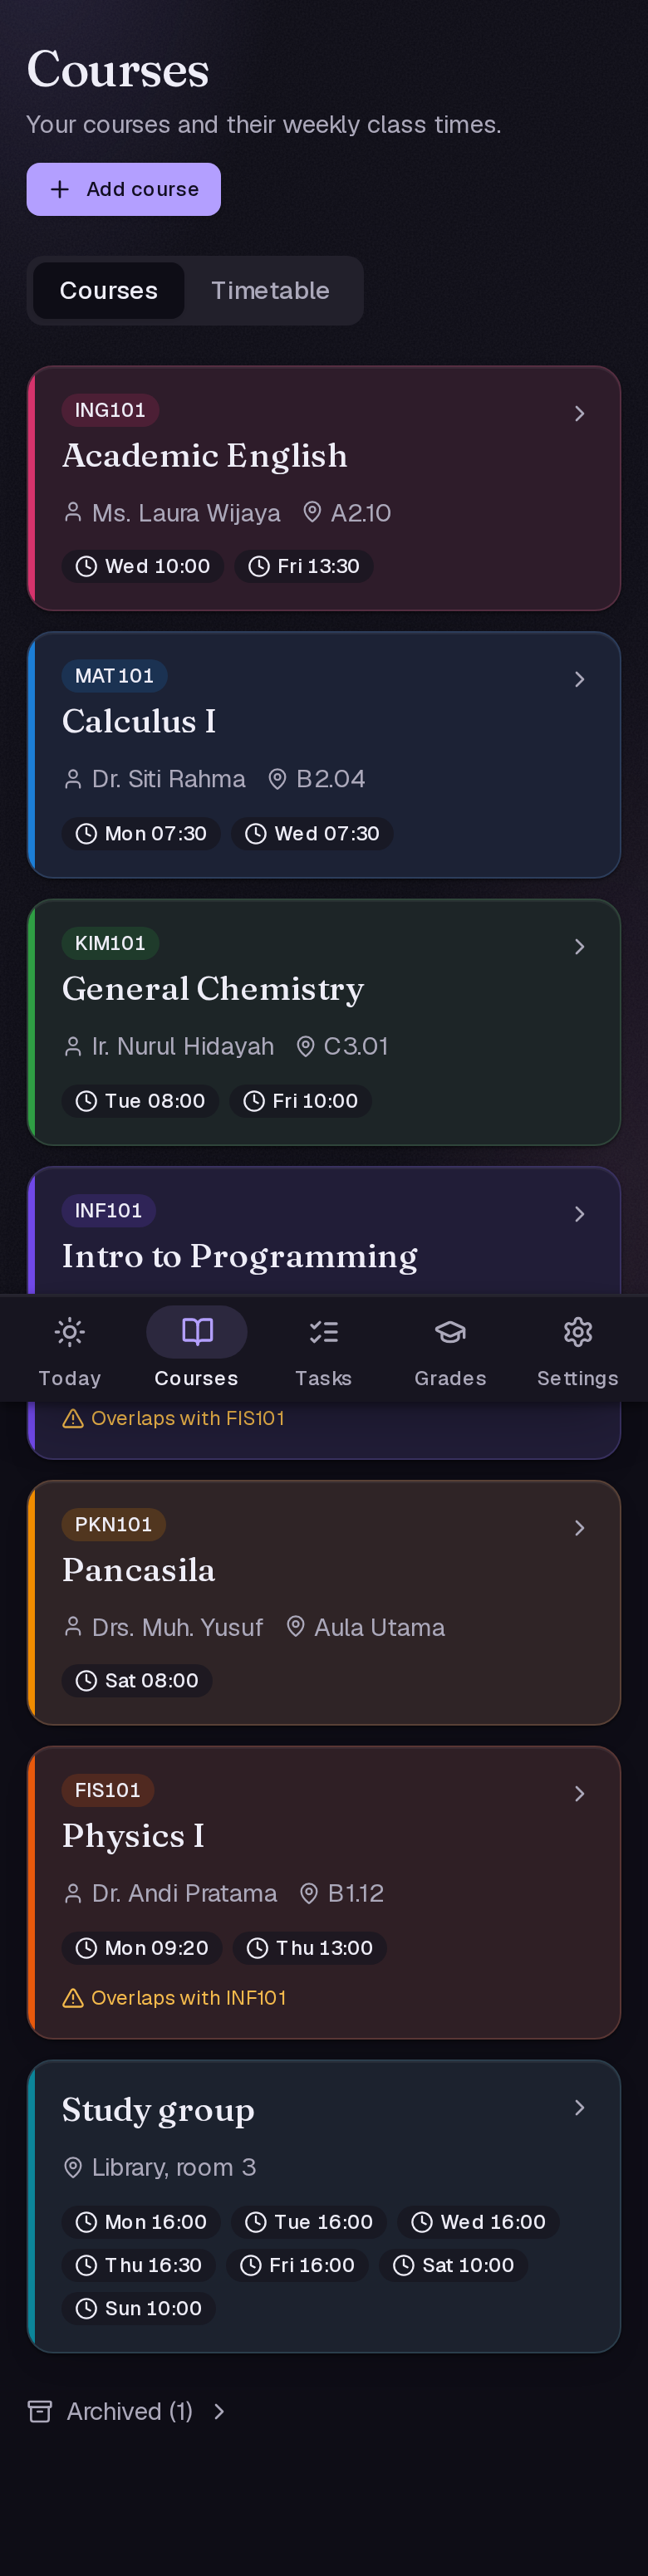 Courses
Your courses and their weekly class times.
Add course
Courses Timetable
ING101
Academic English
Ms. Laura Wijaya A2.10
Wed 10:00 Fri 13:30
MAT101
Calculus I
Dr. Siti Rahma B2.04
Mon 07:30 Wed 07:30
KIM101
General Chemistry
Ir. Nurul Hidayah C3.01
Tue 08:00 Fri 10:00
INF101
Intro to Programming
Today Courses Tasks Grades Settings
Overlaps with FIS101
PKN101
Pancasila
Drs. Muh. Yusuf Aula Utama
Sat 08:00
FIS101
Physics I
Dr. Andi Pratama B1.12
Mon 09:20 Thu 13:00
Overlaps with INF101
Study group
Library, room 3
Mon 16:00 Tue 16:00 Wed 16:00
Thu 16:30 Fri 16:00 Sat 10:00
Sun 10:00
Archived (1)